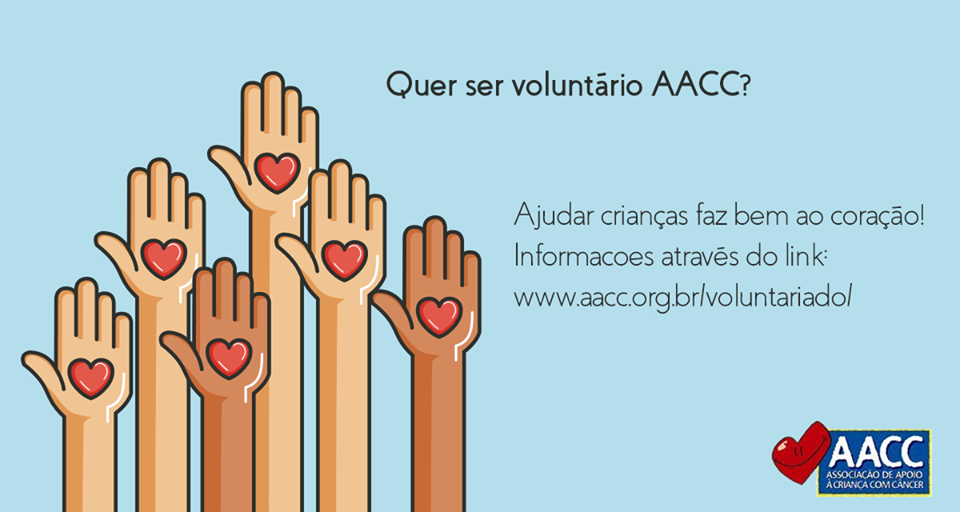 Quer ser voluntário AACC?
Ajudar crianças faz bem ao coração!
Informacoes através do link:
www.aacc.org.br/voluntariado/
AACC
ASSOCIAÇÃO DE APOIO
À CRIANÇA COM CÂNCER